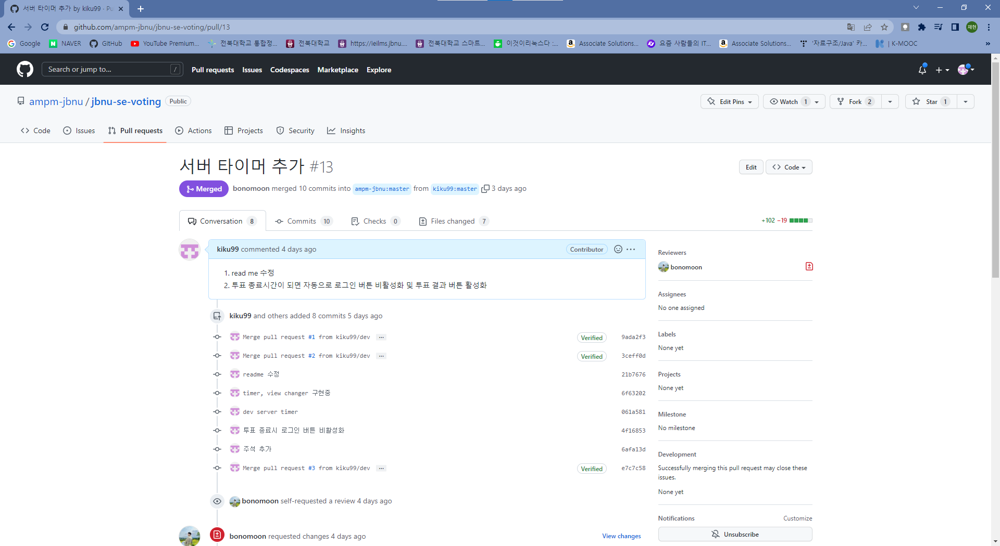 서버 타이머 추가 by kiku99 · Pu
github.com/ampm-jbnu/jbnu-se-voting/pull/13
재현
Google NAVER GitHub YouTube Premium... 전북대학교 통합정... 전북대학교 https://ieilms.jbnu.... 전북대학교 스마트... 이것이리눅스다 :... Associate Solutions... 요즘 사람들의 IT... Associate Solutions... '자료구조/Java' 카... | K-MOOC »
Search or jump to... / Pull requests Issues Codespaces Marketplace Explore
ampm-jbnu / jbnu-se-voting Public Edit Pins Watch 1 Fork 2 Star 1
Code Issues Pull requests Actions Projects Security Insights
서버 타이머 추가 #13 Edit Code
Merged bonomoon merged 10 commits into ampm-jbnu:master from kiku99:master 3 days ago
Conversation 8 Commits 10 Checks 0 Files changed 7 +102 −19
kiku99 commented 4 days ago Contributor
1. read me 수정
2. 투표 종료시간이 되면 자동으로 로그인 버튼 비활성화 및 투표 결과 버튼 활성화
kiku99 and others added 8 commits 5 days ago
Merge pull request #1 from kiku99/dev ... Verified 9ada2f3
Merge pull request #2 from kiku99/dev ... Verified 3ceff0d
readme 수정 21b7676
timer, view changer 구현중 6f63202
dev server timer 061a581
투표 종료시 로그인 버튼 비활성화 4f16853
주석 추가 6afa13d
Merge pull request #3 from kiku99/dev ... Verified e7c7c58
bonomoon self-requested a review 4 days ago
bonomoon requested changes 4 days ago View changes
Reviewers
bonomoon
Assignees
No one assigned
Labels
None yet
Projects
None yet
Milestone
No milestone
Development
Successfully merging this pull request may close these
issues.
None yet
Notifications Customize
Unsubscribe